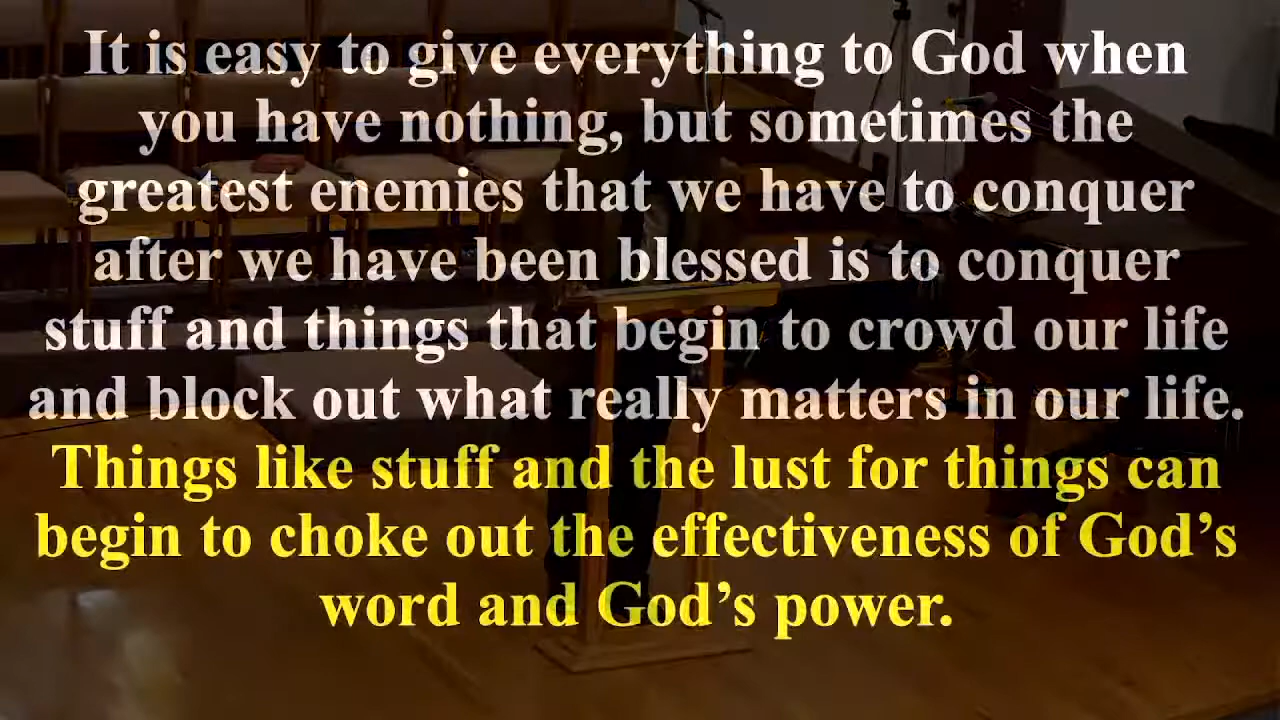 It is easy to give everything to God when
you have nothing, but sometimes the
greatest enemies that we have to conquer
after we have been blessed is to conquer
stuff and things that begin to crowd our life
and block out what really matters in our life.
Things like stuff and the lust for things can
begin to choke out the effectiveness of God’s
word and God’s power.